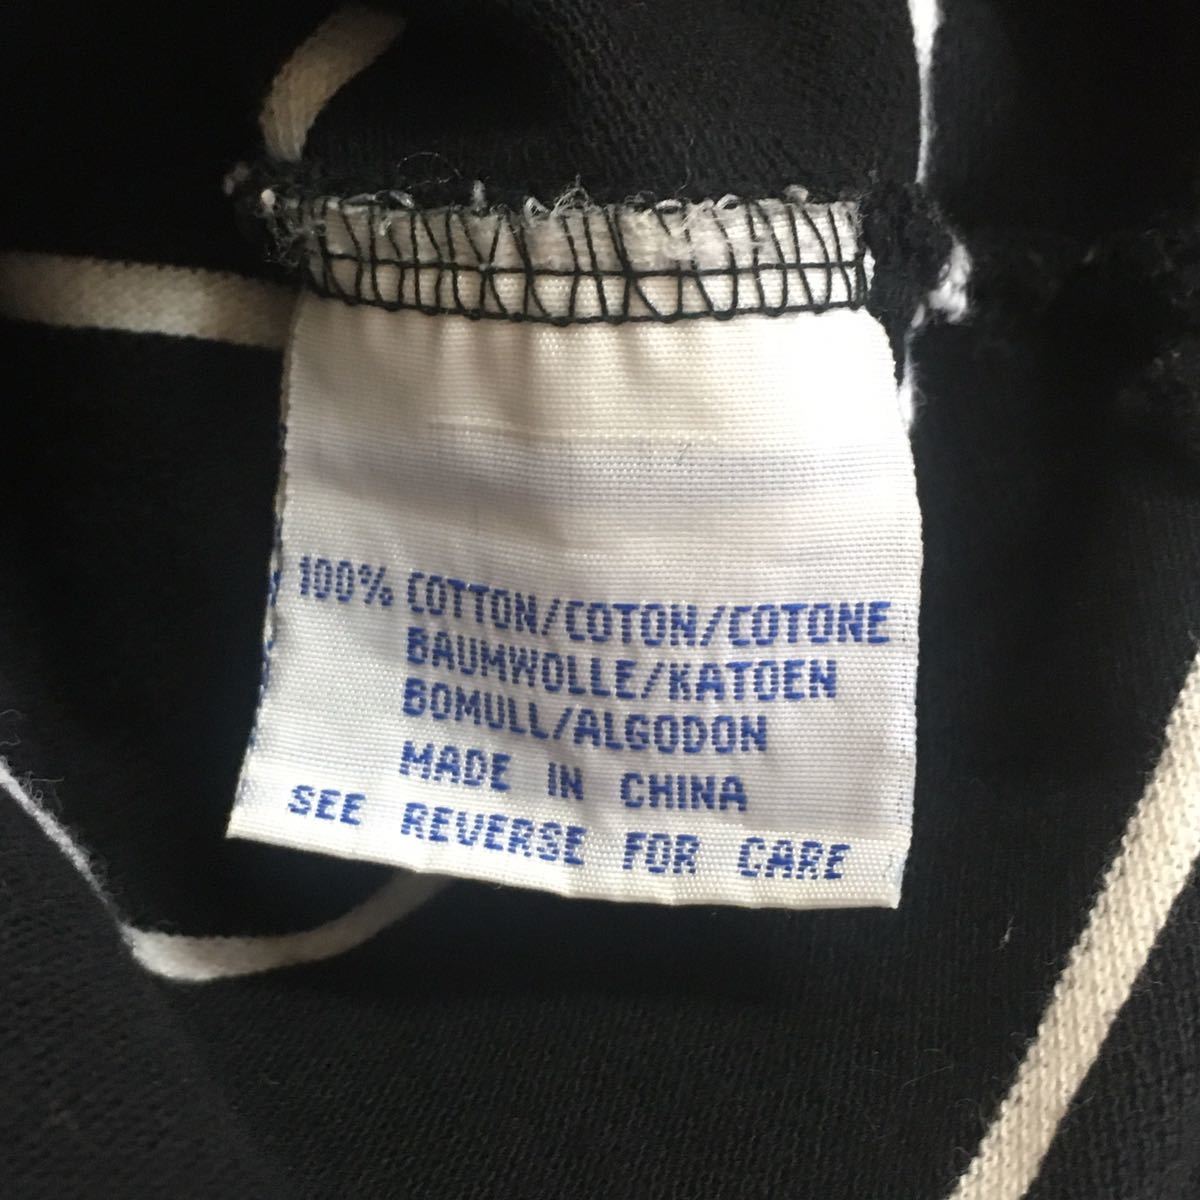 100% COTTON/COTON/COTONE
BAUMWOLLE/KATOEN
BOMULL/ALGODON
MADE IN CHINA
SEE REVERSE FOR CARE